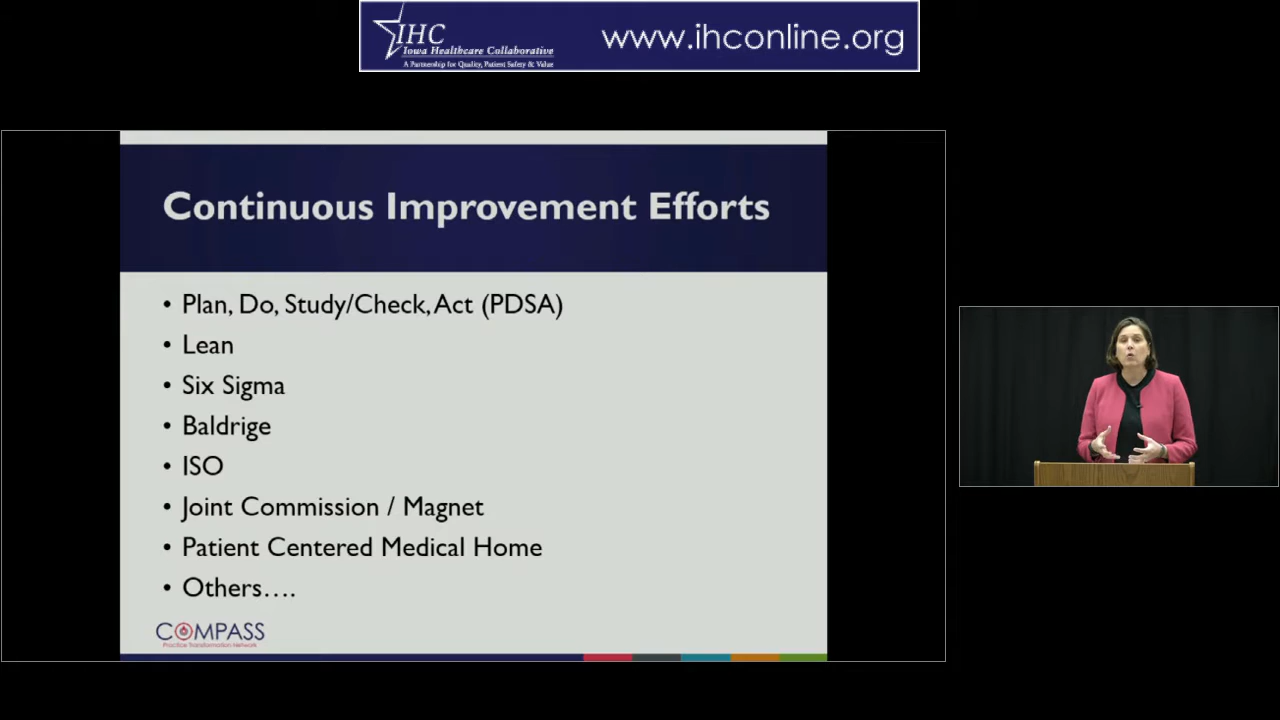 IHC
Iowa Healthcare Collaborative
A Partnership for Quality, Patient Safety & Value
www.ihconline.org
Continuous Improvement Efforts
• Plan, Do, Study/Check, Act (PDSA)
• Lean
• Six Sigma
• Baldrige
• ISO
• Joint Commission / Magnet
• Patient Centered Medical Home
• Others….
COMPASS
Practice Transformation Network